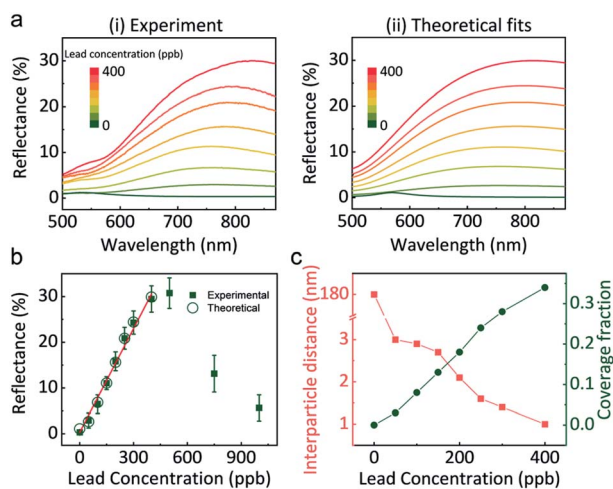 a
(i) Experiment
(ii) Theoretical fits
Reflectance (%)
30
20
10
0
Lead concentration (ppb)
400
0
500 600 700 800
Wavelength (nm)
Reflectance (%)
30
20
10
0
400
0
500 600 700 800
Wavelength (nm)
b
Reflectance (%)
30
20
10
0
Experimental
Theoretical
0 300 600 900
Lead Concentration (ppb)
c
Interparticle distance (nm)
180
3
2
1
0.3
0.2
0.1
0.0
Coverage fraction
0 200 400 600 800
Lead Concentration (ppb)